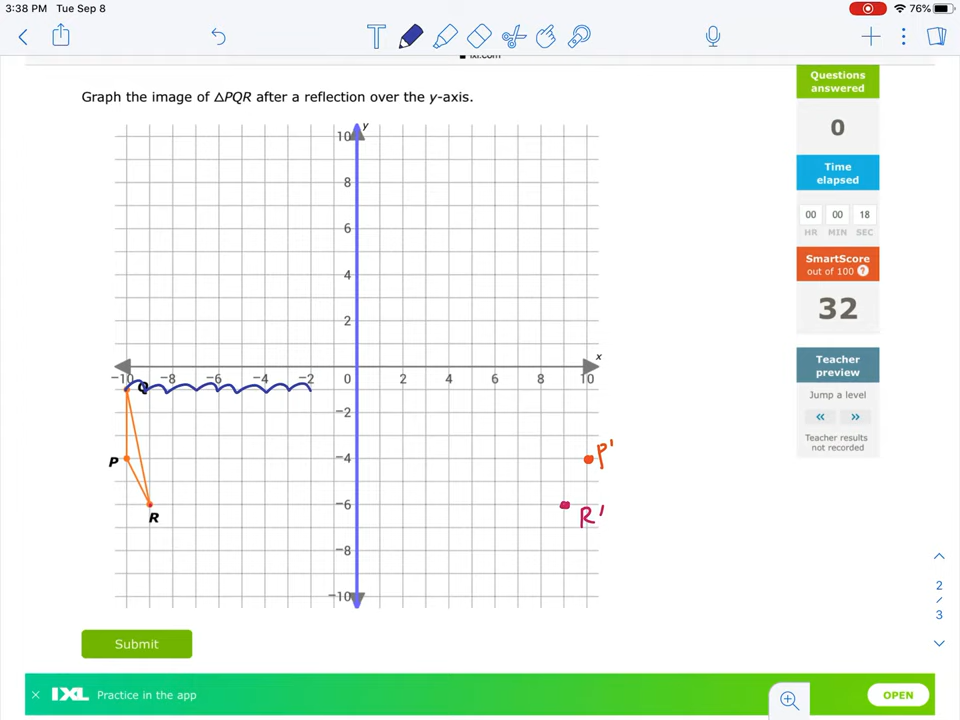 3:38 PM Tue Sep 8
76%
T
ixl.com
Graph the image of △PQR after a reflection over the y-axis.
Questions
answered
0
Time
elapsed
00 00 18
HR MIN SEC
SmartScore
out of 100 ?
32
Teacher
preview
Jump a level
« »
Teacher results
not recorded
y
10
8
6
4
2
x
−10 −8 −6 −4 −2 0 2 4 6 8 10
Q
−2
P
−4
P'
−6
R
R'
−8
−10
2
/
3
Submit
× IXL Practice in the app
OPEN